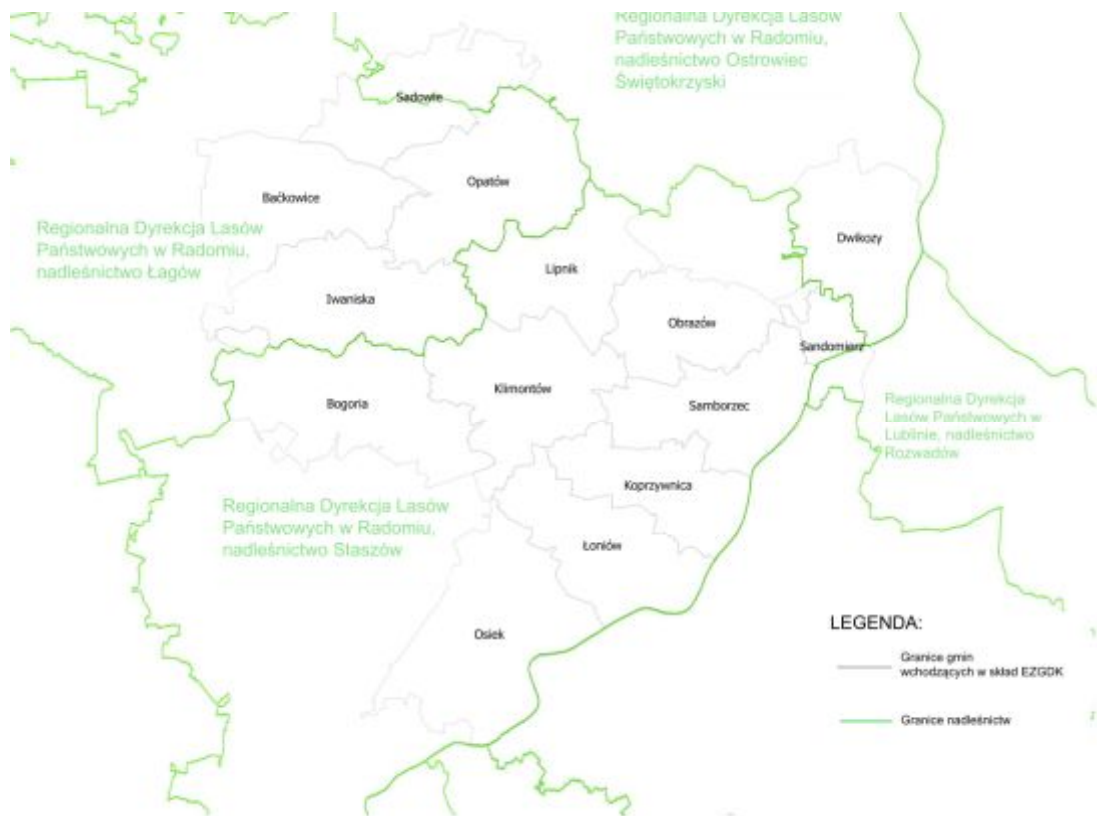 Regionalna Dyrekcja Lasów
Państwowych w Radomiu,
nadleśnictwo Ostrowiec
Świętokrzyski
Sadowie
Opatów
Baćkowice
Regionalna Dyrekcja Lasów
Państwowych w Radomiu,
nadleśnictwo Łagów
Dwikozy
Lipnik
Iwaniska
Obrazów
Sandomierz
Klimontów
Bogoria
Samborzec
Regionalna Dyrekcja
Lasów Państwowych w
Lublinie, nadleśnictwo
Rozwadów
Koprzywnica
Regionalna Dyrekcja Lasów
Państwowych w Radomiu,
nadleśnictwo Staszów
Łoniów
Osiek
LEGENDA:
Granice gmin
wchodzących w skład EZGDK
Granice nadleśnictw